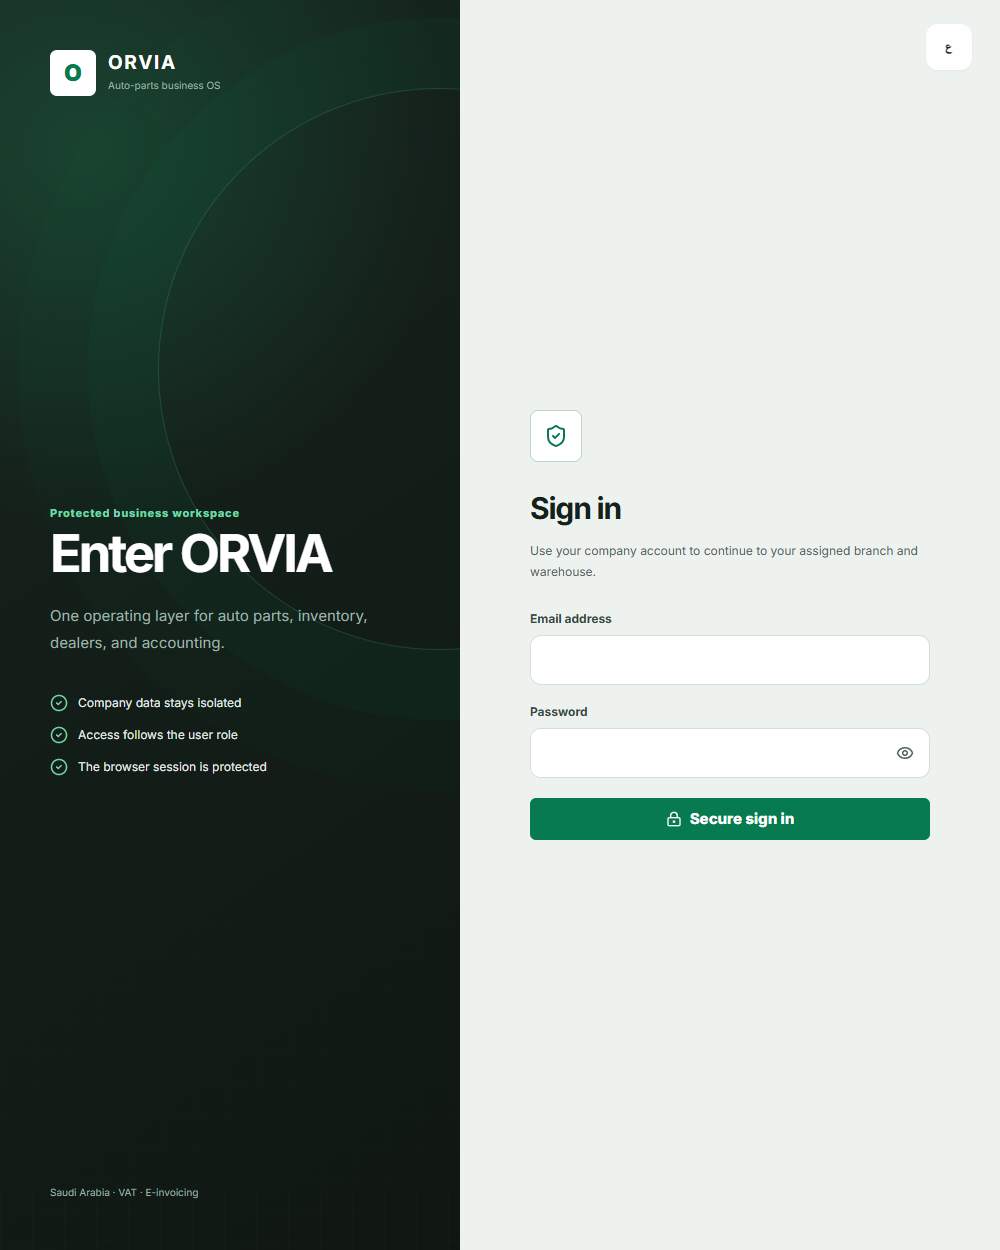 O
ORVIA
Auto-parts business OS
Protected business workspace
Enter ORVIA
One operating layer for auto parts, inventory,
dealers, and accounting.
Company data stays isolated
Access follows the user role
The browser session is protected
Saudi Arabia · VAT · E-invoicing
ع
Sign in
Use your company account to continue to your assigned branch and
warehouse.
Email address
Password
Secure sign in